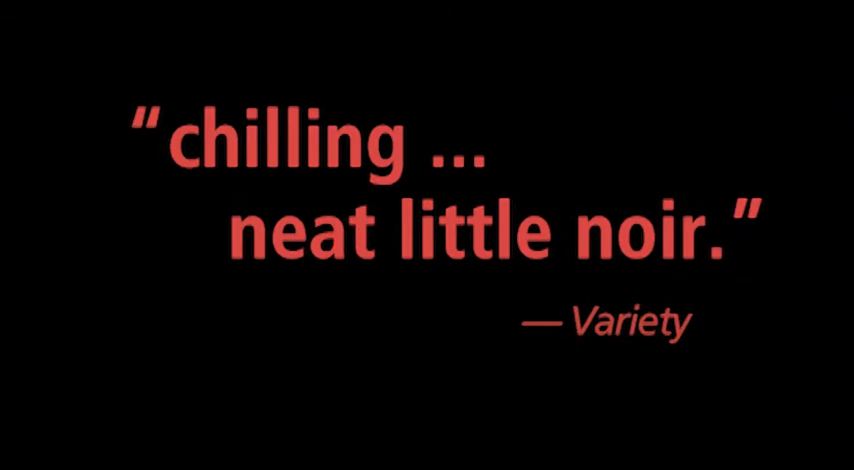 “chilling ...
neat little noir.”
— Variety